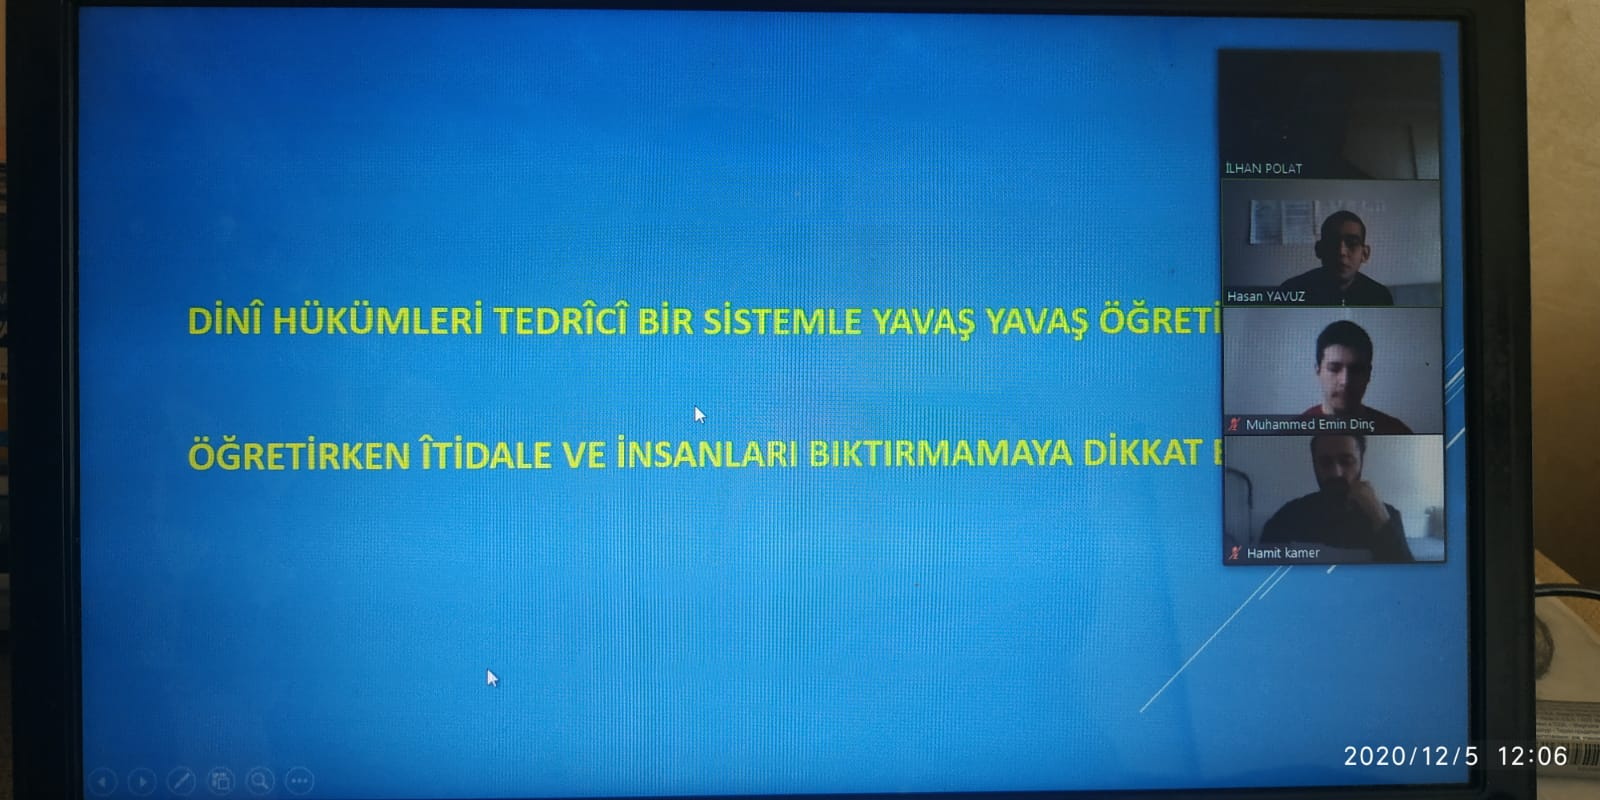 DİNÎ HÜKÜMLERİ TEDRÎCÎ BİR SİSTEMLE YAVAŞ YAVAŞ ÖĞRETİ
ÖĞRETİRKEN ÎTİDALE VE İNSANLARI BIKTIRMAMAYA DİKKAT E
İLHAN POLAT
Hasan YAVUZ
Muhammed Emin Dinç
Hamit kamer
2020/12/5 12:06